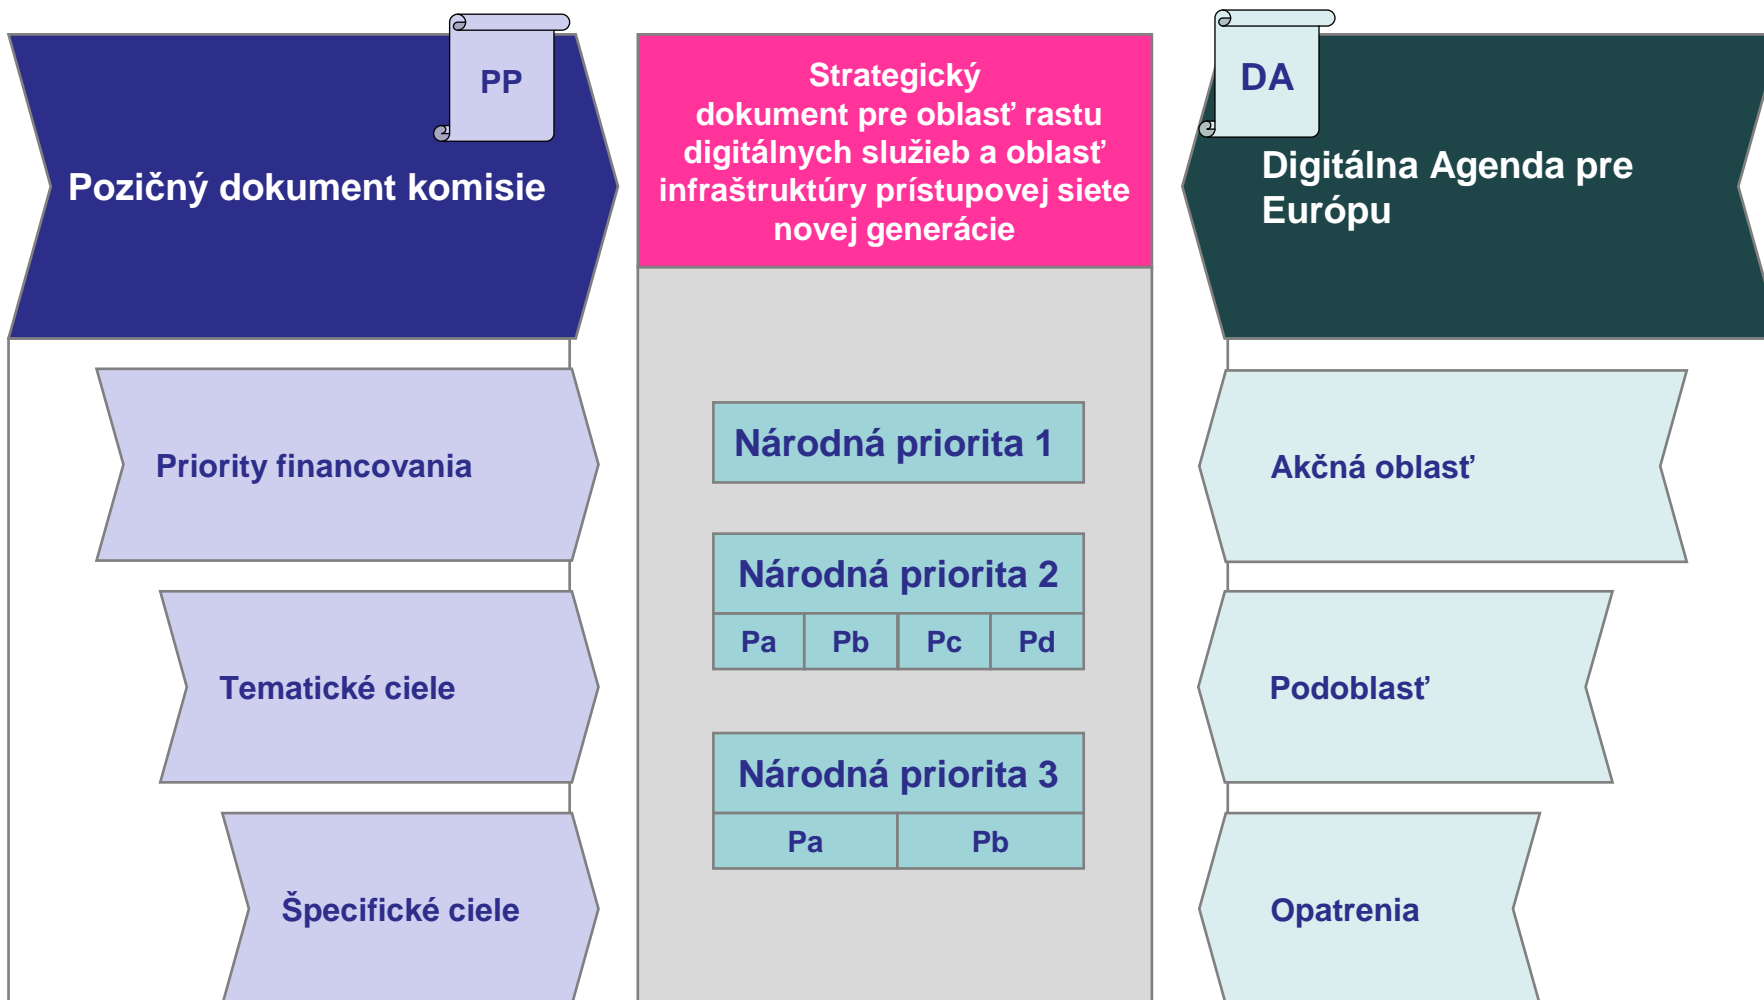 PP
Pozičný dokument komisie
Priority financovania
Tematické ciele
Špecifické ciele
Strategický
dokument pre oblasť rastu
digitálnych služieb a oblasť
infraštruktúry prístupovej siete
novej generácie
Národná priorita 1
Národná priorita 2
Pa Pb Pc Pd
Národná priorita 3
Pa Pb
DA
Digitálna Agenda pre
Európu
Akčná oblasť
Podoblasť
Opatrenia